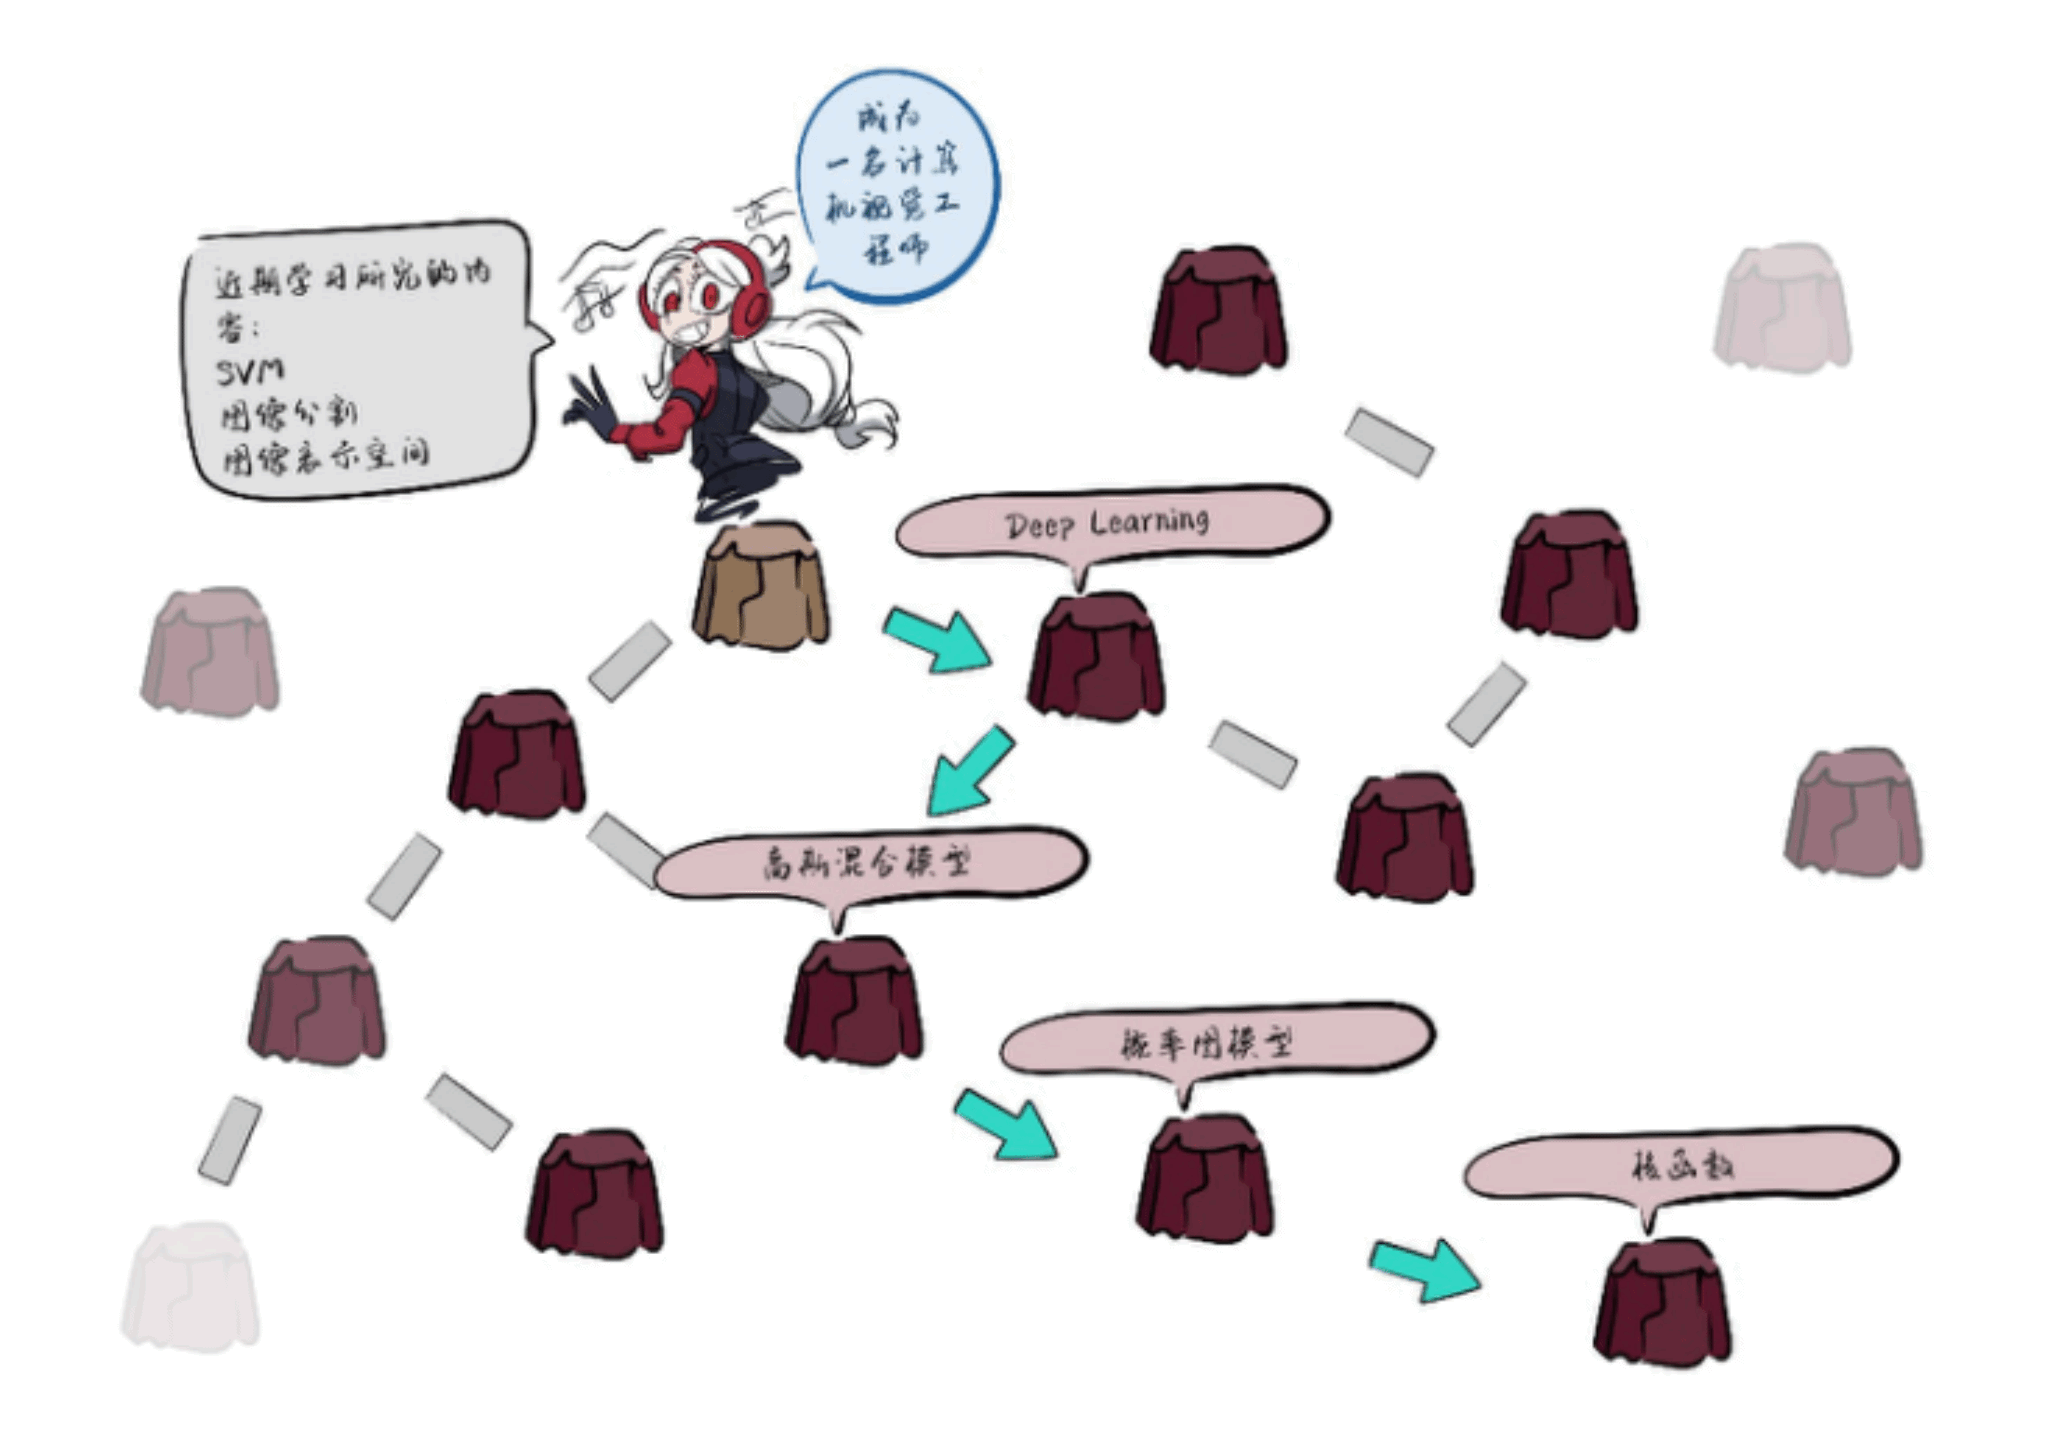 成为
一名计算
机视觉工
程师
近期学习研究的内
容：
SVM
图像分割
图像表示空间
Deep Learning
高斯混合模型
概率图模型
核函数